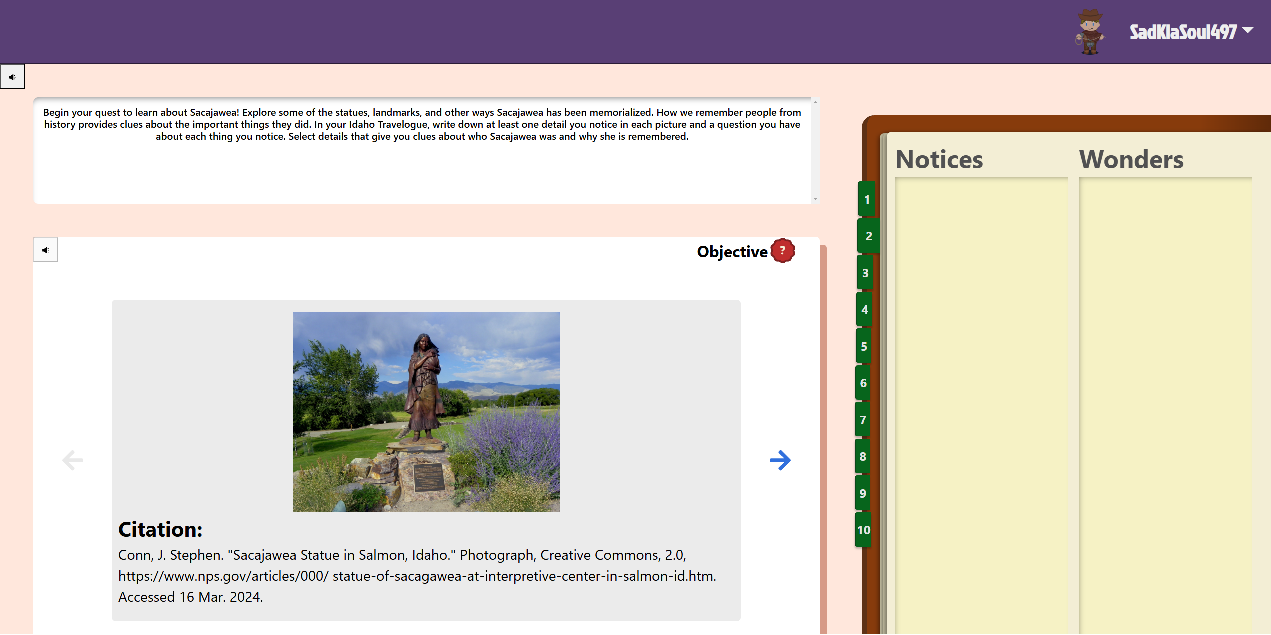 SadKlaSoul497
Begin your quest to learn about Sacajawea! Explore some of the statues, landmarks, and other ways Sacajawea has been memorialized. How we remember people from
history provides clues about the important things they did. In your Idaho Travelogue, write down at least one detail you notice in each picture and a question you have
about each thing you notice. Select details that give you clues about who Sacajawea was and why she is remembered.
Objective ?
Citation:
Conn, J. Stephen. "Sacajawea Statue in Salmon, Idaho." Photograph, Creative Commons, 2.0,
https://www.nps.gov/articles/000/ statue-of-sacagawea-at-interpretive-center-in-salmon-id.htm.
Accessed 16 Mar. 2024.
Notices
Wonders
1
2
3
4
5
6
7
8
9
10